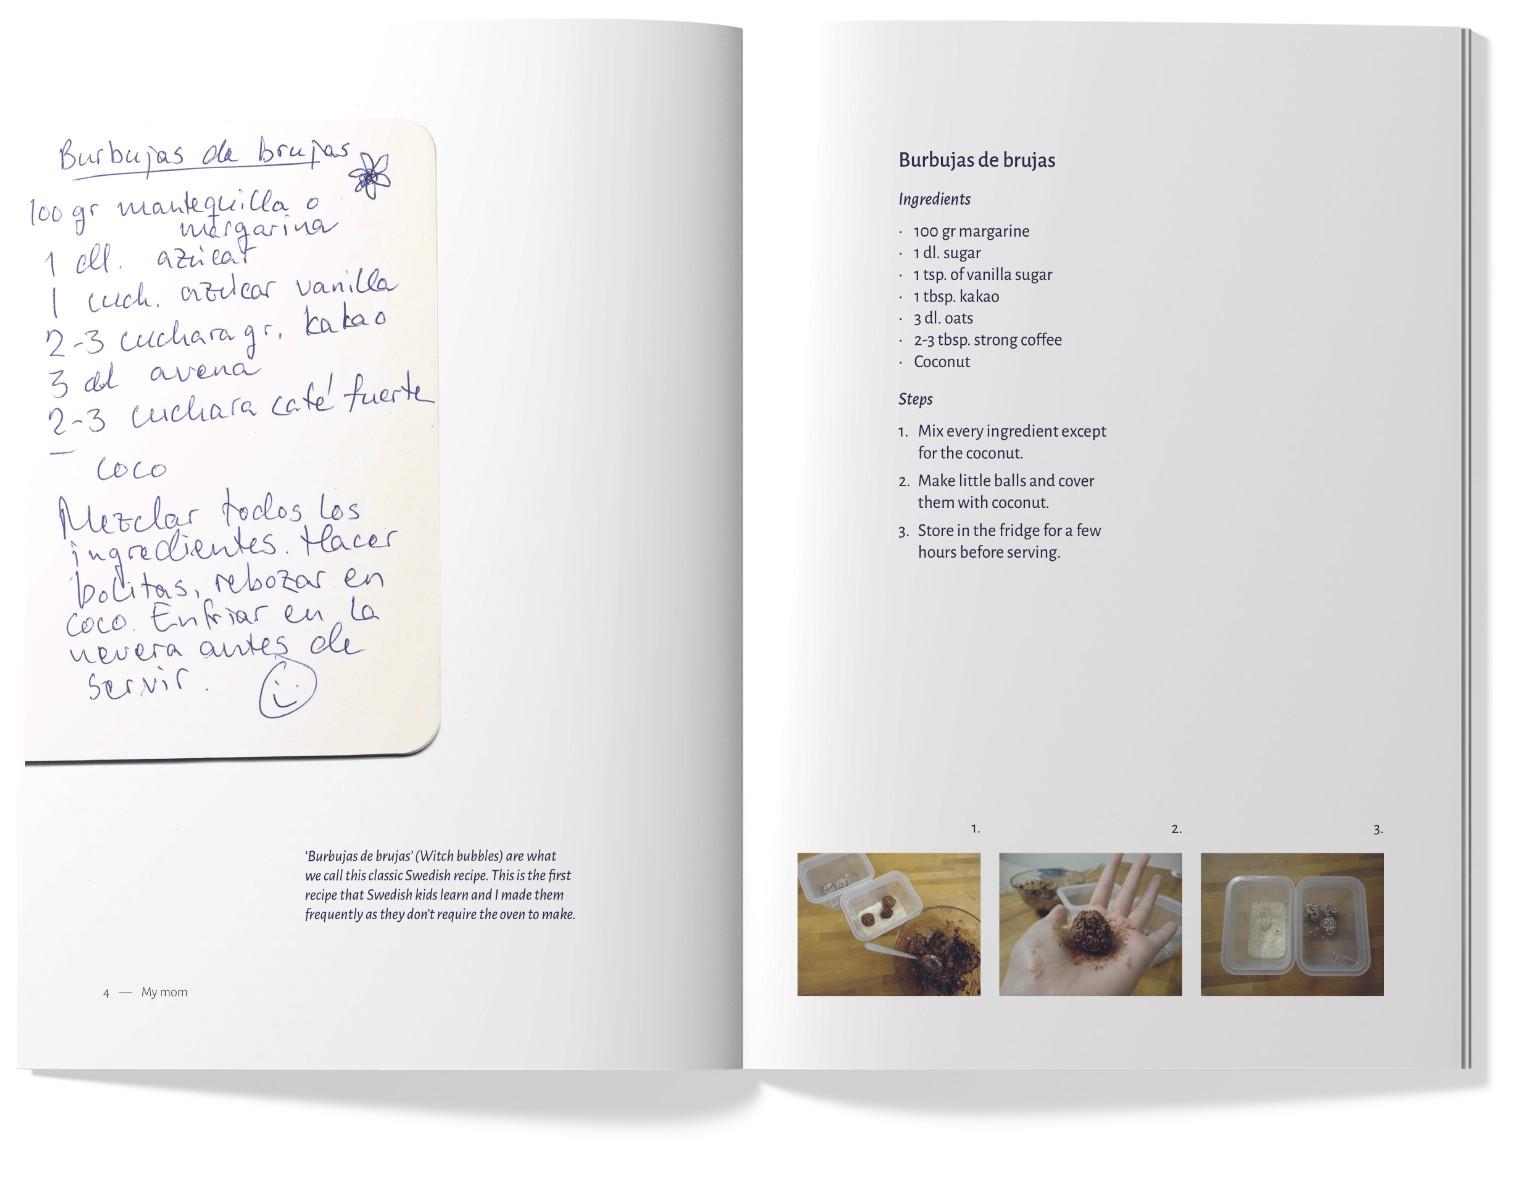 Burbujas de brujas
100 gr mantequilla o
margarina
1 dl. azúcar
1 cuch. azúcar vanilla
2-3 cuchara gr. kakao
3 dl avena
2-3 cuchara café fuerte
coco
Mezclar todos los
ingredientes. Hacer
bolitas, rebozar en
coco. Enfriar en la
nevera antes de
servir.
'Burbujas de brujas' (Witch bubbles) are what
we call this classic Swedish recipe. This is the first
recipe that Swedish kids learn and I made them
frequently as they don't require the oven to make.
4 — My mom
Burbujas de brujas
Ingredients
· 100 gr margarine
· 1 dl. sugar
· 1 tsp. of vanilla sugar
· 1 tbsp. kakao
· 3 dl. oats
· 2-3 tbsp. strong coffee
· Coconut
Steps
1. Mix every ingredient except
for the coconut.
2. Make little balls and cover
them with coconut.
3. Store in the fridge for a few
hours before serving.
1.
2.
3.